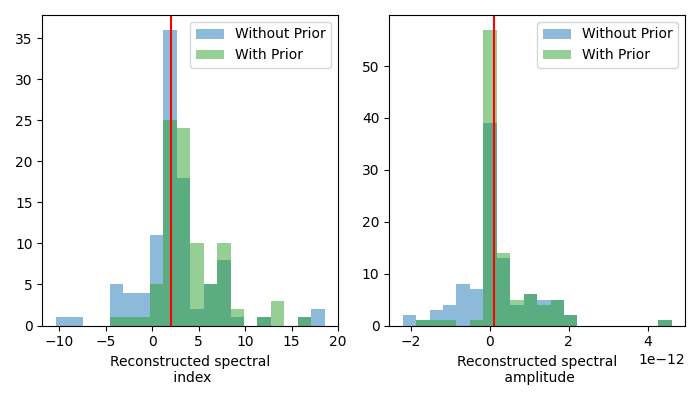 Without Prior
With Prior
35
30
25
20
15
10
5
0
−10
−5
0
5
10
15
20
Reconstructed spectral
index
Without Prior
With Prior
50
40
30
20
10
0
−2
0
2
4
1e−12
Reconstructed spectral
amplitude